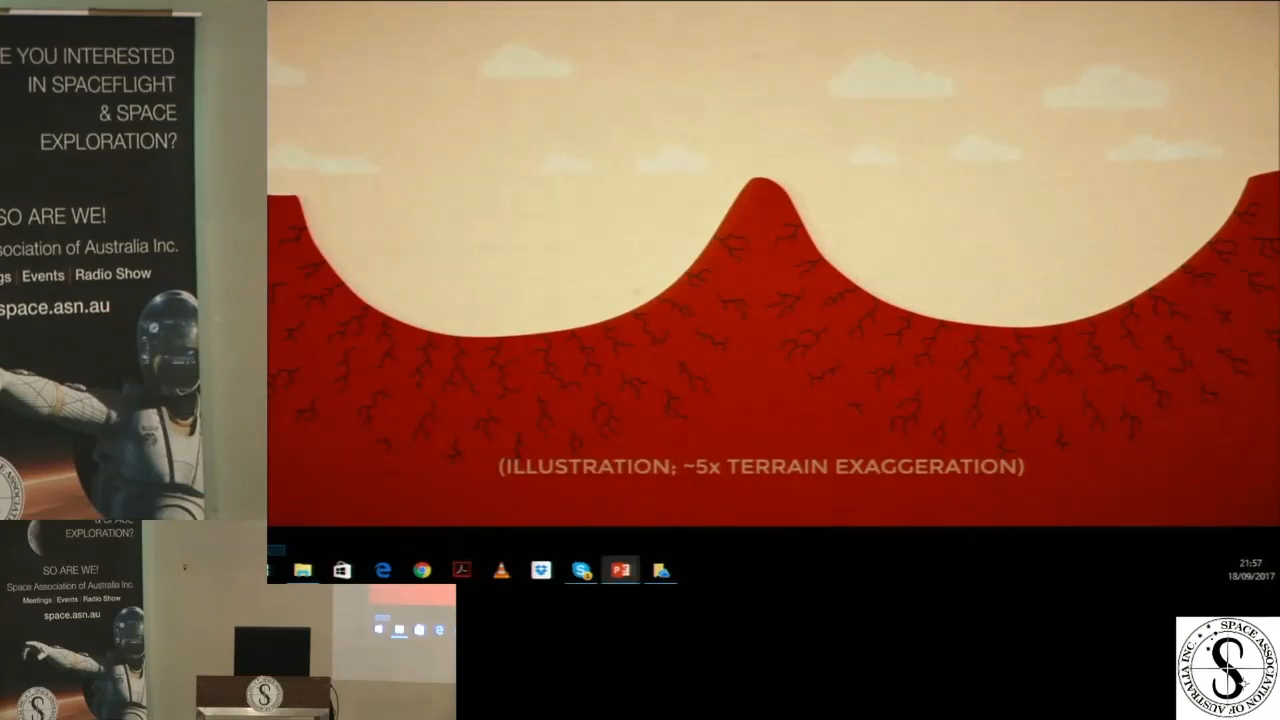 E YOU INTERESTED
IN SPACEFLIGHT
& SPACE
EXPLORATION?
SO ARE WE!
ssociation of Australia Inc.
gs | Events | Radio Show
space.asn.au
(ILLUSTRATION; ~5x TERRAIN EXAGGERATION)
21:57
18/09/2017
& SPACE
EXPLORATION?
SO ARE WE!
Space Association of Australia Inc.
Meetings | Events | Radio Show
space.asn.au
SPACE ASSOCIATION OF AUSTRALIA INC.
S